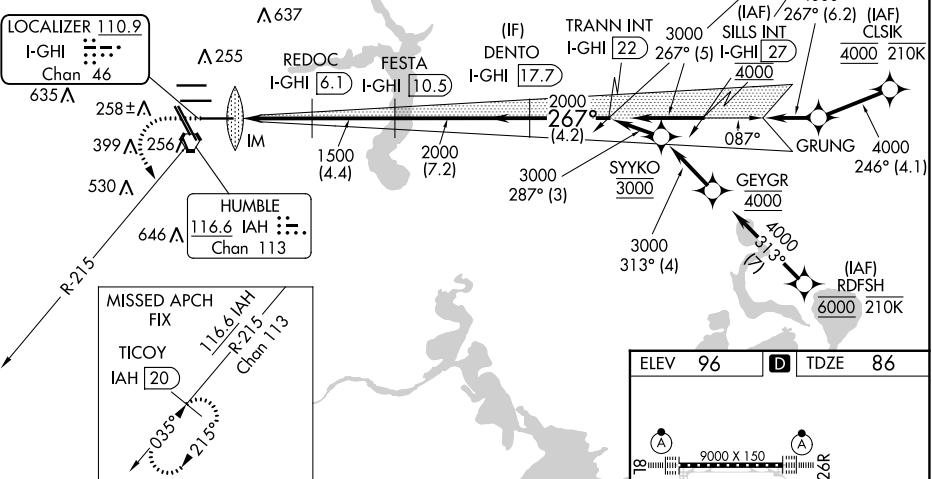 LOCALIZER 110.9
I-GHI
Chan 46
637
255
635
258±
399
256
530
646
IM
REDOC
I-GHI 6.1
FESTA
I-GHI 10.5
(IF)
DENTO
I-GHI 17.7
TRANN INT
I-GHI 22
3000
267° (5)
(IAF)
SILLS INT
I-GHI 27
4000
267° (6.2)
(IAF)
CLSIK
4000 210K
2000
267°
(4.2)
1500
(4.4)
2000
(7.2)
3000
287° (3)
SYYKO
3000
087°
GRUNG
4000
246° (4.1)
GEYGR
4000
3000
313° (4)
4000
313°
(7)
(IAF)
RDFSH
6000 210K
HUMBLE
116.6 IAH
Chan 113
R-215
MISSED APCH
FIX
116.6 IAH
R-215
Chan 113
TICOY
IAH 20
035°
215°
ELEV 96 D TDZE 86
A
A
8L
9000 X 150
26R